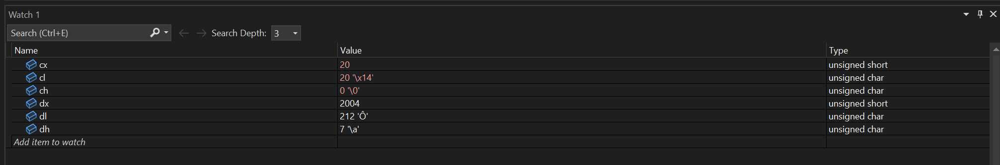 Watch 1
Search (Ctrl+E) Search Depth: 3
Name Value Type
cx 20 unsigned short
cl 20 '\x14' unsigned char
ch 0 '\0' unsigned char
dx 2004 unsigned short
dl 212 'Ô' unsigned char
dh 7 '\a' unsigned char
Add item to watch